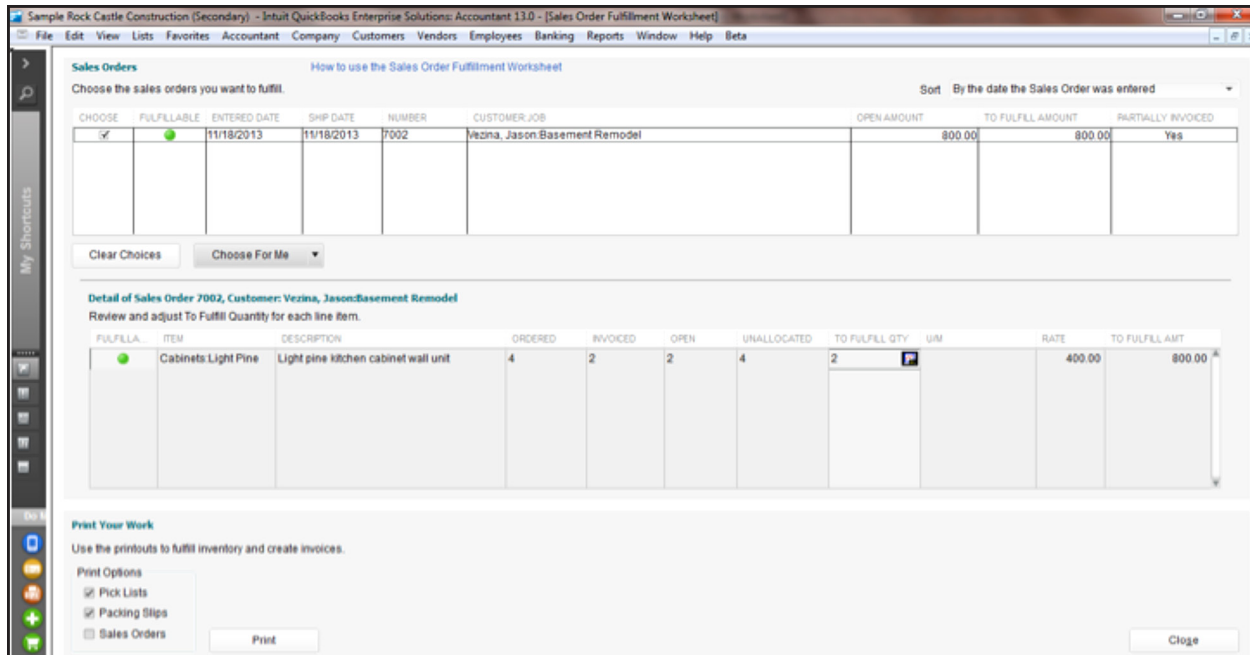 Sample Rock Castle Construction (Secondary) - Intuit QuickBooks Enterprise Solutions: Accountant 13.0 - [Sales Order Fulfillment Worksheet]
File Edit View Lists Favorites Accountant Company Customers Vendors Employees Banking Reports Window Help Beta
Sales Orders How to use the Sales Order Fulfillment Worksheet
Choose the sales orders you want to fulfill. Sort By the date the Sales Order was entered
CHOOSE FULFILLABLE ENTERED DATE SHIP DATE NUMBER CUSTOMER:JOB OPEN AMOUNT TO FULFILL AMOUNT PARTIALLY INVOICED
11/18/2013 11/18/2013 7002 Vezina, Jason:Basement Remodel 800.00 800.00 Yes
My Shortcuts
Clear Choices Choose For Me
Detail of Sales Order 7002, Customer: Vezina, Jason:Basement Remodel
Review and adjust To Fulfill Quantity for each line item.
FULFILLA... ITEM DESCRIPTION ORDERED INVOICED OPEN UNALLOCATED TO FULFILL QTY U/M RATE TO FULFILL AMT
Cabinets:Light Pine Light pine kitchen cabinet wall unit 4 2 2 4 2 400.00 800.00
Print Your Work
Use the printouts to fulfill inventory and create invoices.
Print Options
Pick Lists
Packing Slips
Sales Orders
Print Close